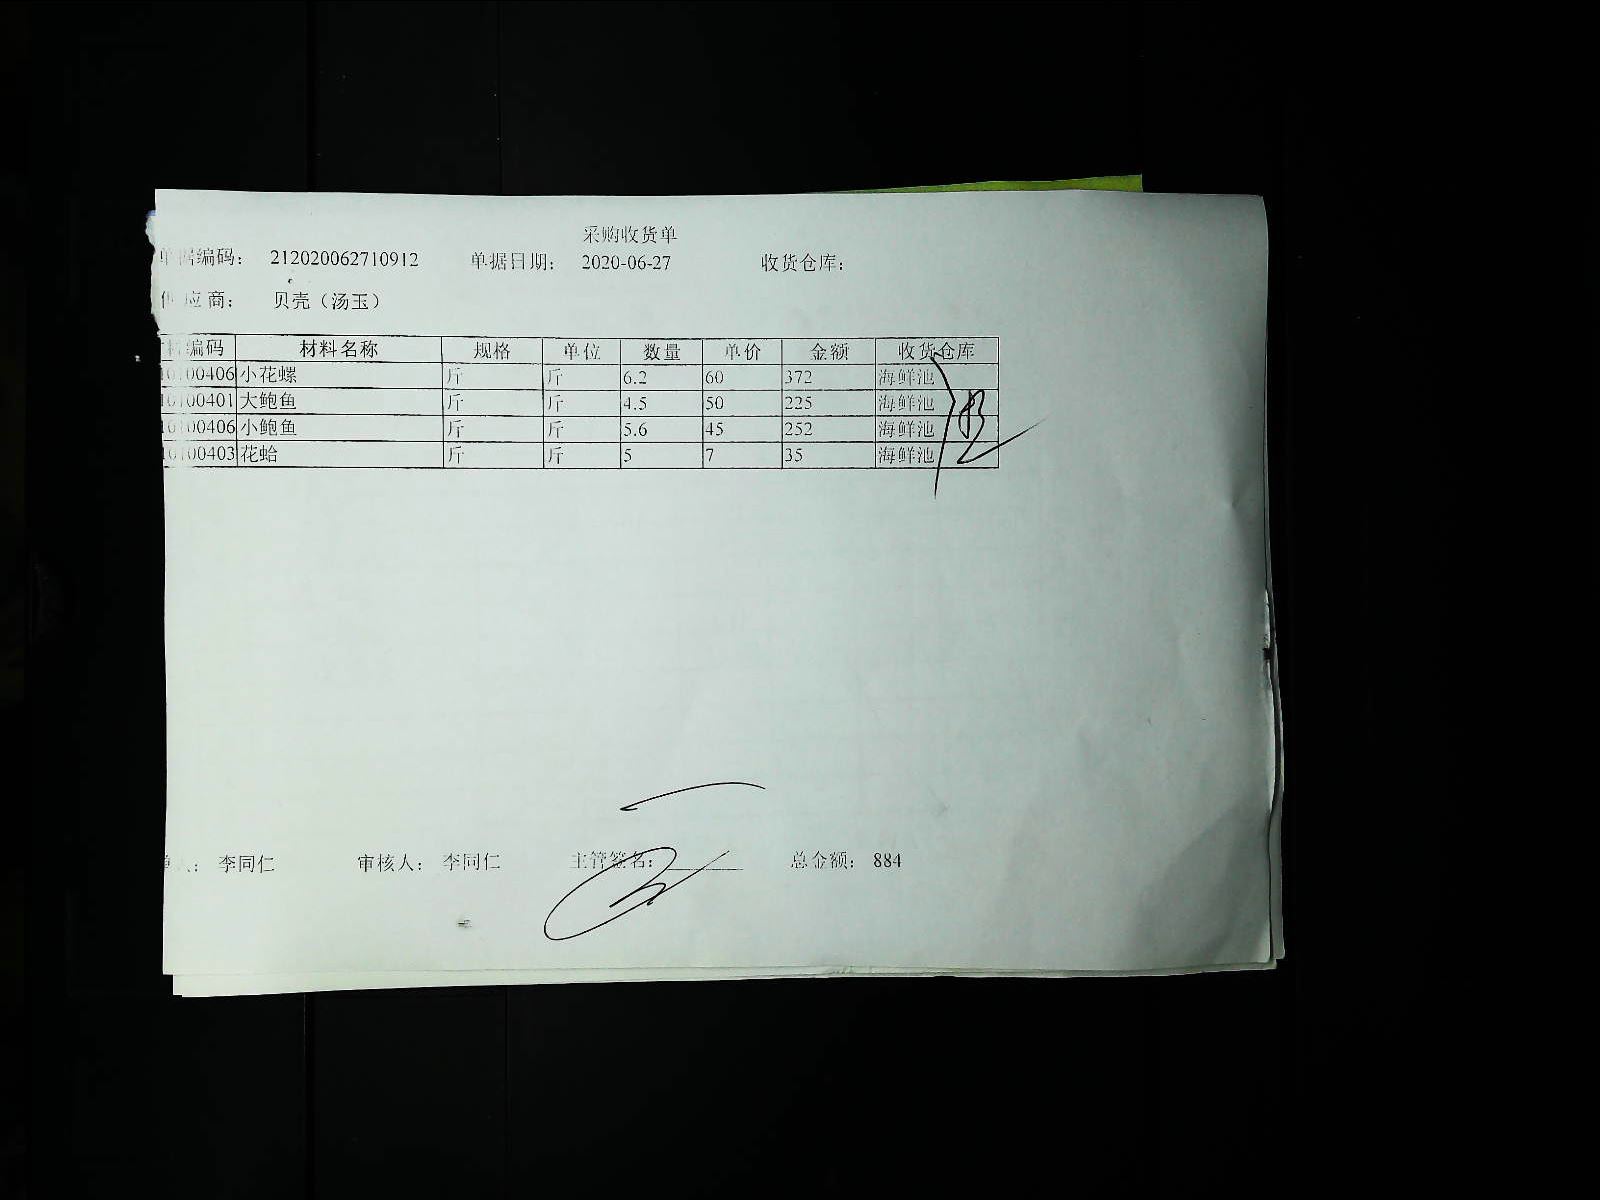 采购收货单
单据编码： 212020062710912 单据日期： 2020-06-27 收货仓库：
供应商： 贝壳（汤玉）
编码 材料名称 规格 单位 数量 单价 金额 收货仓库
10100406 小花螺 斤 斤 6.2 60 372 海鲜池
10100401 大鲍鱼 斤 斤 4.5 50 225 海鲜池
10100406 小鲍鱼 斤 斤 5.6 45 252 海鲜池
10100403 花蛤 斤 斤 5 7 35 海鲜池
人： 李同仁 审核人： 李同仁 主管签名： 总金额： 884